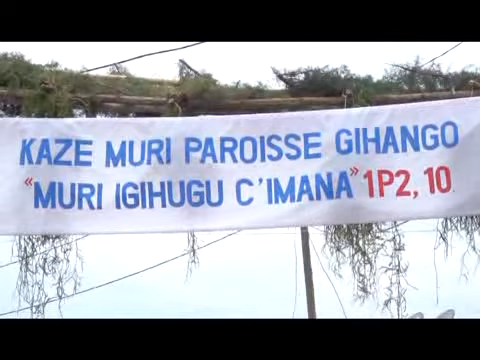 KAZE MURI PAROISSE GIHANGO
“MURI IGIHUGU C'IMANA” 1P2, 10.